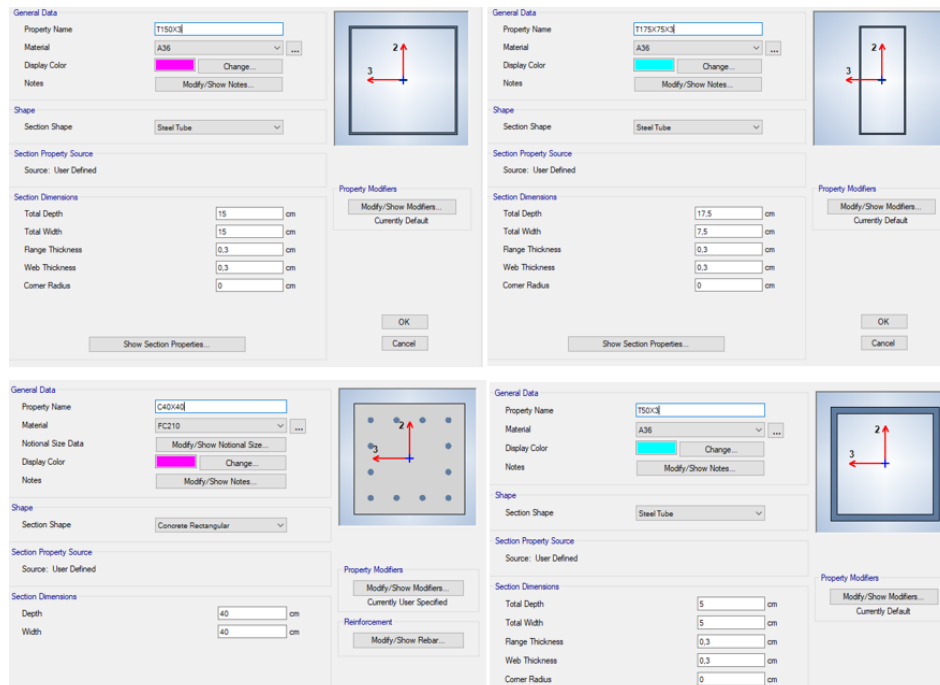 General Data
Property Name T150X3
Material A36 ...
Display Color Change...
Notes Modify/Show Notes...
2
3
Shape
Section Shape Steel Tube
Section Property Source
Source: User Defined
Property Modifiers
Modify/Show Modifiers...
Currently Default
Section Dimensions
Total Depth 15 cm
Total Width 15 cm
Flange Thickness 0,3 cm
Web Thickness 0,3 cm
Corner Radius 0 cm
Show Section Properties...
OK
Cancel
General Data
Property Name T175X75X3
Material A36 ...
Display Color Change...
Notes Modify/Show Notes...
2
3
Shape
Section Shape Steel Tube
Section Property Source
Source: User Defined
Property Modifiers
Modify/Show Modifiers...
Currently Default
Section Dimensions
Total Depth 17,5 cm
Total Width 7,5 cm
Flange Thickness 0,3 cm
Web Thickness 0,3 cm
Corner Radius 0 cm
Show Section Properties...
OK
Cancel
General Data
Property Name C40X40
Material FC210 ...
Notional Size Data Modify/Show Notional Size...
Display Color Change...
Notes Modify/Show Notes...
2
3
Shape
Section Shape Concrete Rectangular
Section Property Source
Source: User Defined
Property Modifiers
Modify/Show Modifiers...
Currently User Specified
Reinforcement
Modify/Show Rebar...
Section Dimensions
Depth 40 cm
Width 40 cm
General Data
Property Name T50X3
Material A36 ...
Display Color Change...
Notes Modify/Show Notes...
2
3
Shape
Section Shape Steel Tube
Section Property Source
Source: User Defined
Property Modifiers
Modify/Show Modifiers...
Currently Default
Section Dimensions
Total Depth 5 cm
Total Width 5 cm
Flange Thickness 0,3 cm
Web Thickness 0,3 cm
Corner Radius 0 cm